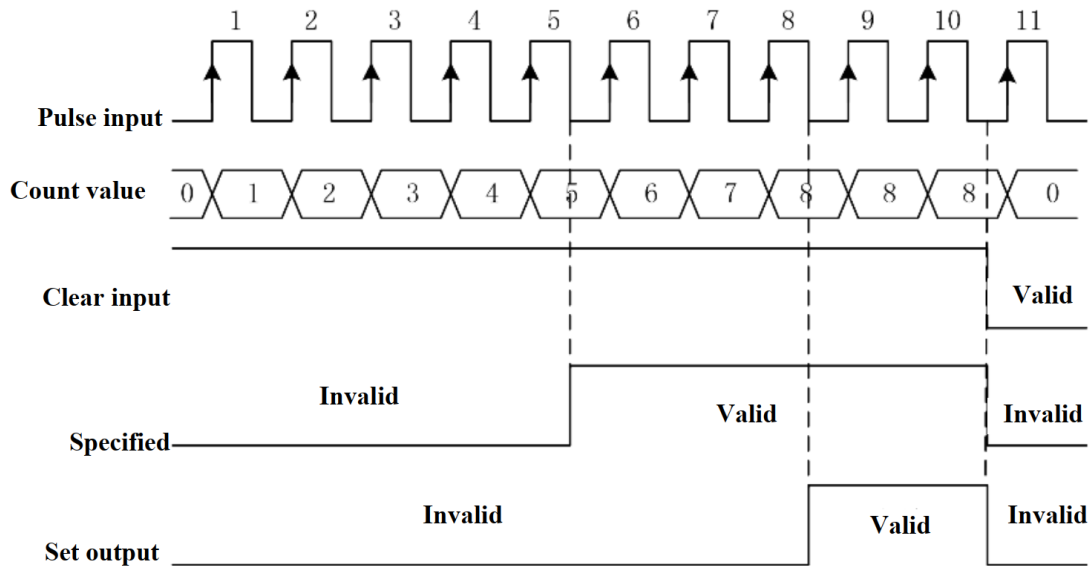 1 2 3 4 5 6 7 8 9 10 11
Pulse input
Count value 0 1 2 3 4 5 6 7 8 8 8 0
Clear input Valid
Invalid Valid Invalid
Specified
Invalid Valid Invalid
Set output